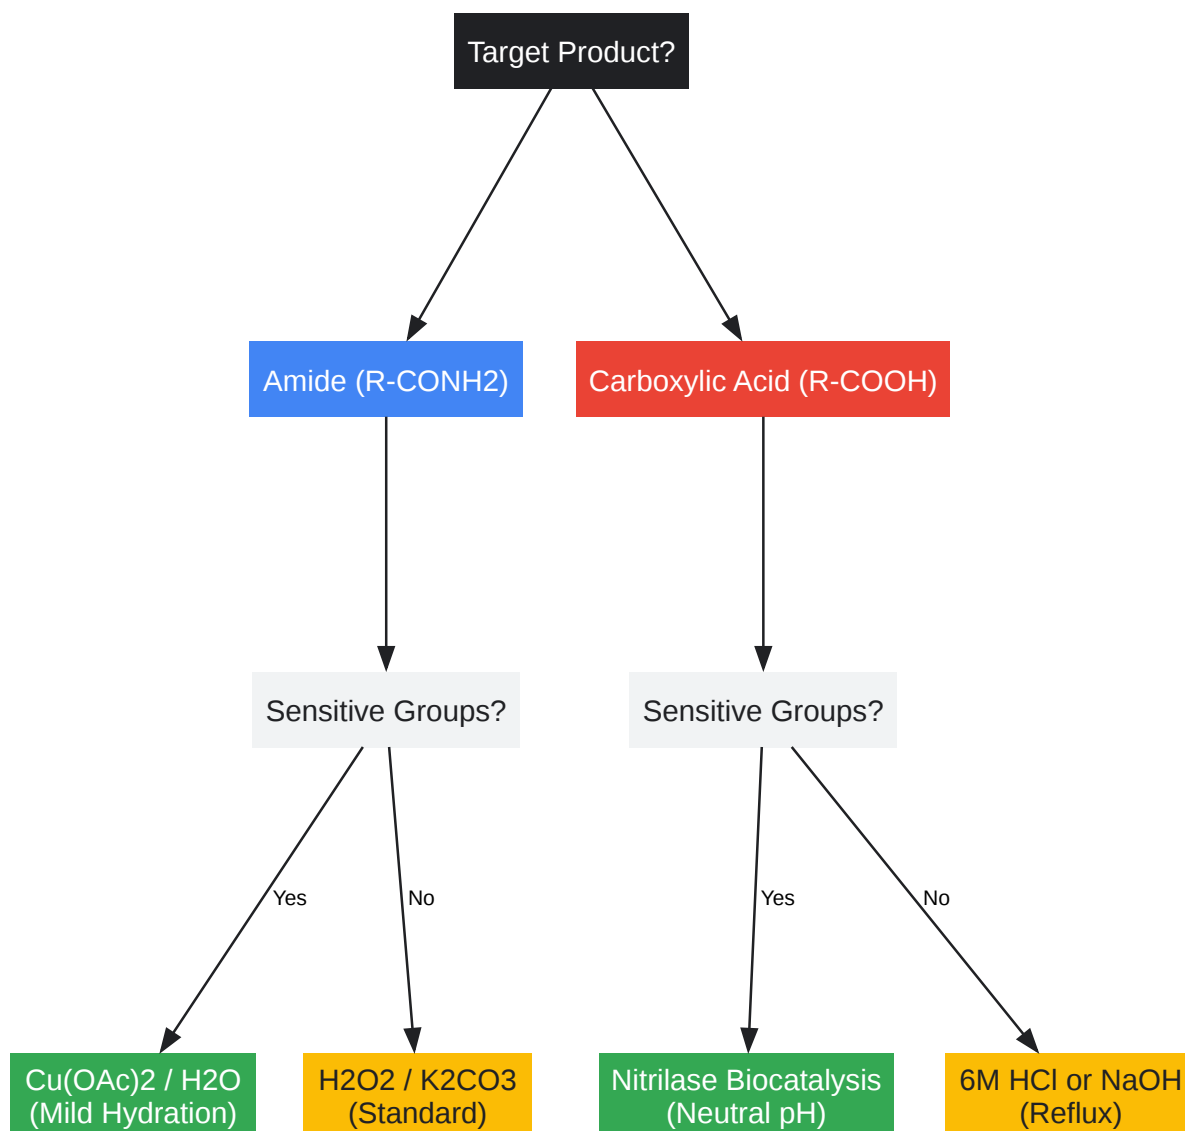 Target Product?
Amide (R-CONH2)
Carboxylic Acid (R-COOH)
Sensitive Groups?
Sensitive Groups?
Yes
No
Yes
No
Cu(OAc)2 / H2O
(Mild Hydration)
H2O2 / K2CO3
(Standard)
Nitrilase Biocatalysis
(Neutral pH)
6M HCl or NaOH
(Reflux)